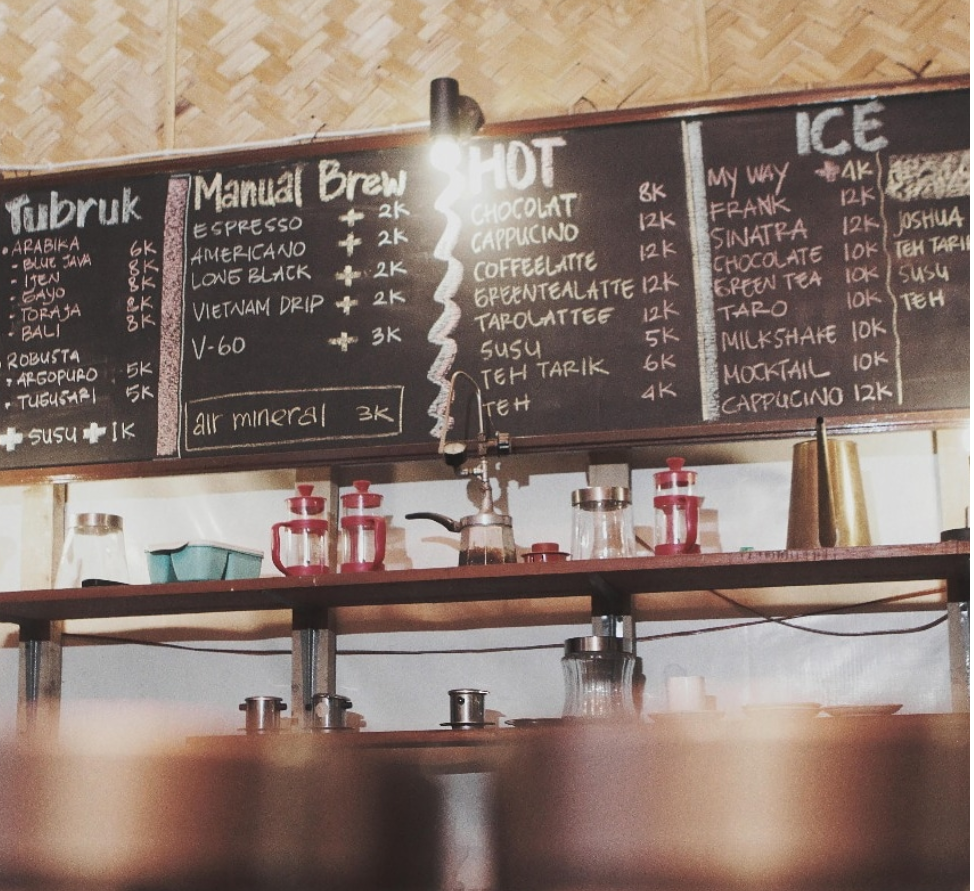 Tubruk
• ARABIKA
- BLUE JAVA 6K
- IJEN 8K
- GAYO 8K
- TORAJA 8K
- BALI 8K
• ROBUSTA
• ARGOPURO 5K
• TUGUSARI 5K
+ SUSU + 1K
Manual Brew
ESPRESSO + 2K
AMERICANO + 2K
LONG BLACK + 2K
VIETNAM DRIP + 2K
V-60 + 3K
air mineral 3K
HOT
CHOCOLAT 8K
CAPPUCINO 12K
COFFEELATTE 12K
GREENTEALATTE 12K
TAROLATTEE 12K
SUSU 5K
TEH TARIK 6K
TEH 4K
ICE
MY WAY +4K
FRANK 12K
SINATRA 12K
CHOCOLATE 10K
GREEN TEA 10K
TARO 10K
MILKSHAKE 10K
MOCKTAIL 10K
CAPPUCINO 12K
JOSHUA
TEH TARIK
SUSU
TEH